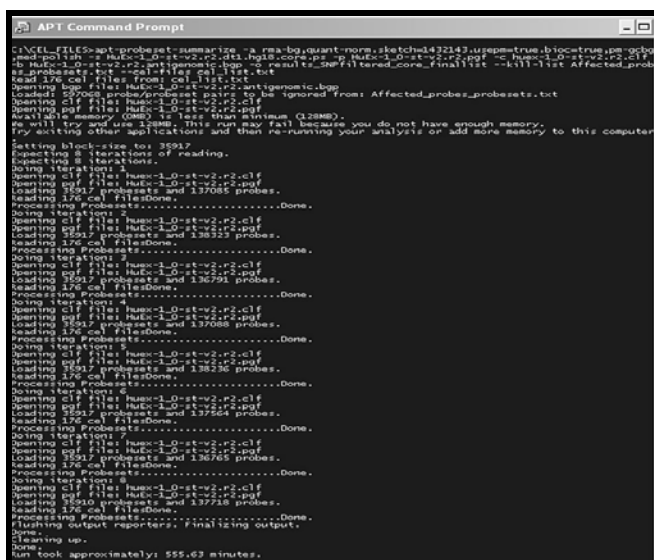 APT Command Prompt
C:\CEL_FILES>apt-probeset-summarize -a rma-bg,quant-norm.sketch=1432143.usepm=true.bioc=true,pm-gcbg
,med-polish -s HuEx-1_0-st-v2.r2.dt1.hg18.core.ps -p HuEx-1_0-st-v2.r2.pgf -c huex-1_0-st-v2.r2.clf
-b HuEx-1_0-st-v2.r2.antigenomic.bgp -o results_SNPfiltered_core_finallist --kill-list Affected_prob
es_probesets.txt --cel-files cel_list.txt
Read 176 cel files from: cel_list.txt
Opening bgp file: HuEx-1_0-st-v2.r2.antigenomic.bgp
Loaded: 597068 probe/probeset pairs to be ignored from: Affected_probes_probesets.txt
Opening clf file: huex-1_0-st-v2.r2.clf
Opening pgf file: HuEx-1_0-st-v2.r2.pgf
Available memory (0MB) is less than minimum (128MB).
We will try and use 128MB. This run may fail because you do not have enough memory.
Try exiting other applications and then re-running your analysis or add more memory to this computer
.
Setting block-size to: 35917
Expecting 8 iterations of reading.
Expecting 8 iterations.
Doing iteration: 1
Opening clf file: huex-1_0-st-v2.r2.clf
Opening pgf file: HuEx-1_0-st-v2.r2.pgf
Loading 35917 probesets and 137085 probes.
Reading 176 cel filesDone.
Processing Probesets....................Done.
Doing iteration: 2
Opening clf file: huex-1_0-st-v2.r2.clf
Opening pgf file: HuEx-1_0-st-v2.r2.pgf
Loading 35917 probesets and 138323 probes.
Reading 176 cel filesDone.
Processing Probesets....................Done.
Doing iteration: 3
Opening clf file: huex-1_0-st-v2.r2.clf
Opening pgf file: HuEx-1_0-st-v2.r2.pgf
Loading 35917 probesets and 136791 probes.
Reading 176 cel filesDone.
Processing Probesets....................Done.
Doing iteration: 4
Opening clf file: huex-1_0-st-v2.r2.clf
Opening pgf file: HuEx-1_0-st-v2.r2.pgf
Loading 35917 probesets and 137088 probes.
Reading 176 cel filesDone.
Processing Probesets....................Done.
Doing iteration: 5
Opening clf file: huex-1_0-st-v2.r2.clf
Opening pgf file: HuEx-1_0-st-v2.r2.pgf
Loading 35917 probesets and 138236 probes.
Reading 176 cel filesDone.
Processing Probesets....................Done.
Doing iteration: 6
Opening clf file: huex-1_0-st-v2.r2.clf
Opening pgf file: HuEx-1_0-st-v2.r2.pgf
Loading 35917 probesets and 137564 probes.
Reading 176 cel filesDone.
Processing Probesets....................Done.
Doing iteration: 7
Opening clf file: huex-1_0-st-v2.r2.clf
Opening pgf file: HuEx-1_0-st-v2.r2.pgf
Loading 35917 probesets and 136765 probes.
Reading 176 cel filesDone.
Processing Probesets....................Done.
Doing iteration: 8
Opening clf file: huex-1_0-st-v2.r2.clf
Opening pgf file: HuEx-1_0-st-v2.r2.pgf
Loading 35910 probesets and 137718 probes.
Reading 176 cel filesDone.
Processing Probesets....................Done.
Flushing output reporters. Finalizing output.
Done.
Cleaning up.
Done.
Run took approximately: 555.63 minutes.